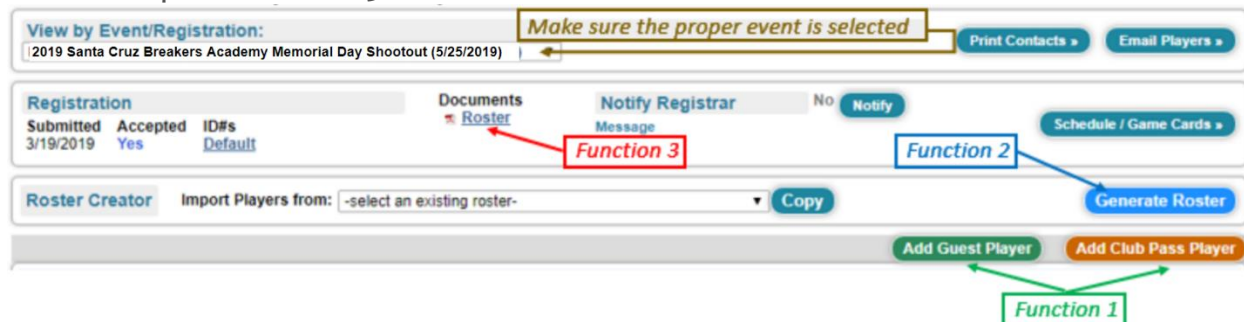 View by Event/Registration:
Make sure the proper event is selected
2019 Santa Cruz Breakers Academy Memorial Day Shootout (5/25/2019)
Print Contacts »
Email Players »
Registration
Documents
Notify Registrar
No
Notify
Submitted Accepted ID#s
Roster
Message
3/19/2019 Yes Default
Schedule / Game Cards »
Function 3
Function 2
Roster Creator
Import Players from: -select an existing roster-
Copy
Generate Roster
Add Guest Player
Add Club Pass Player
Function 1